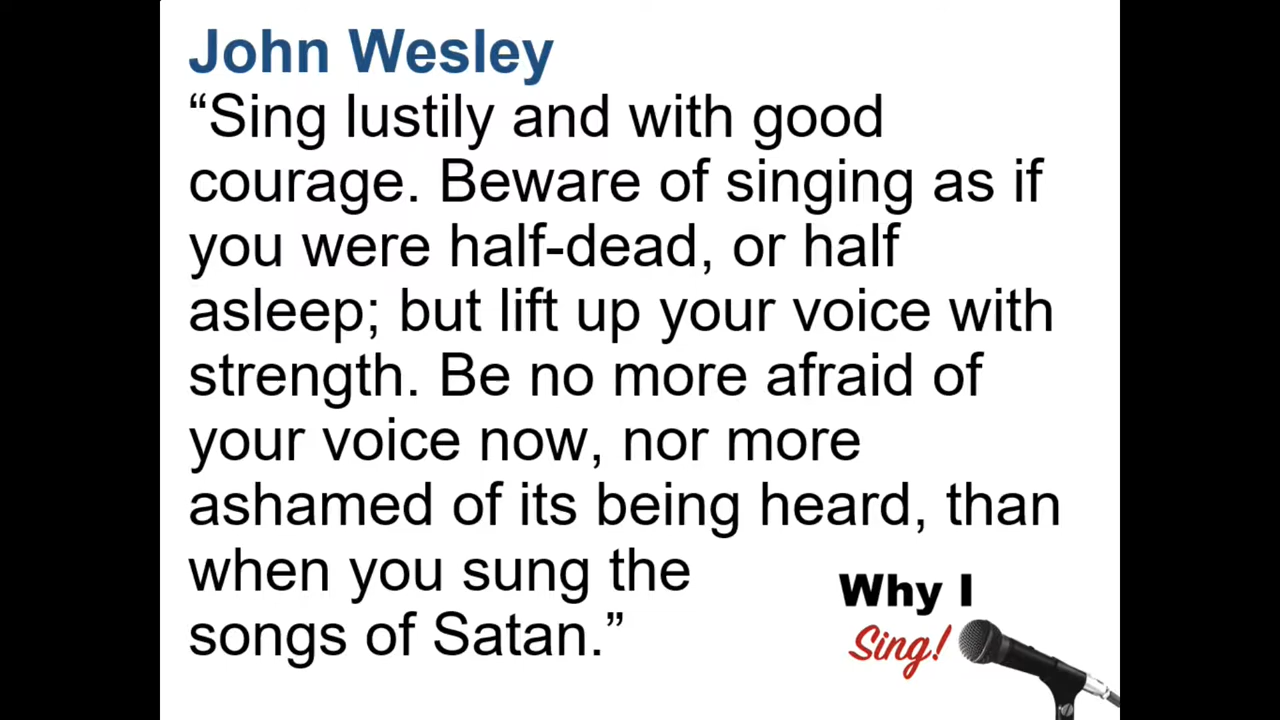 John Wesley
“Sing lustily and with good
courage. Beware of singing as if
you were half-dead, or half
asleep; but lift up your voice with
strength. Be no more afraid of
your voice now, nor more
ashamed of its being heard, than
when you sung the
songs of Satan.”
Why I
Sing!